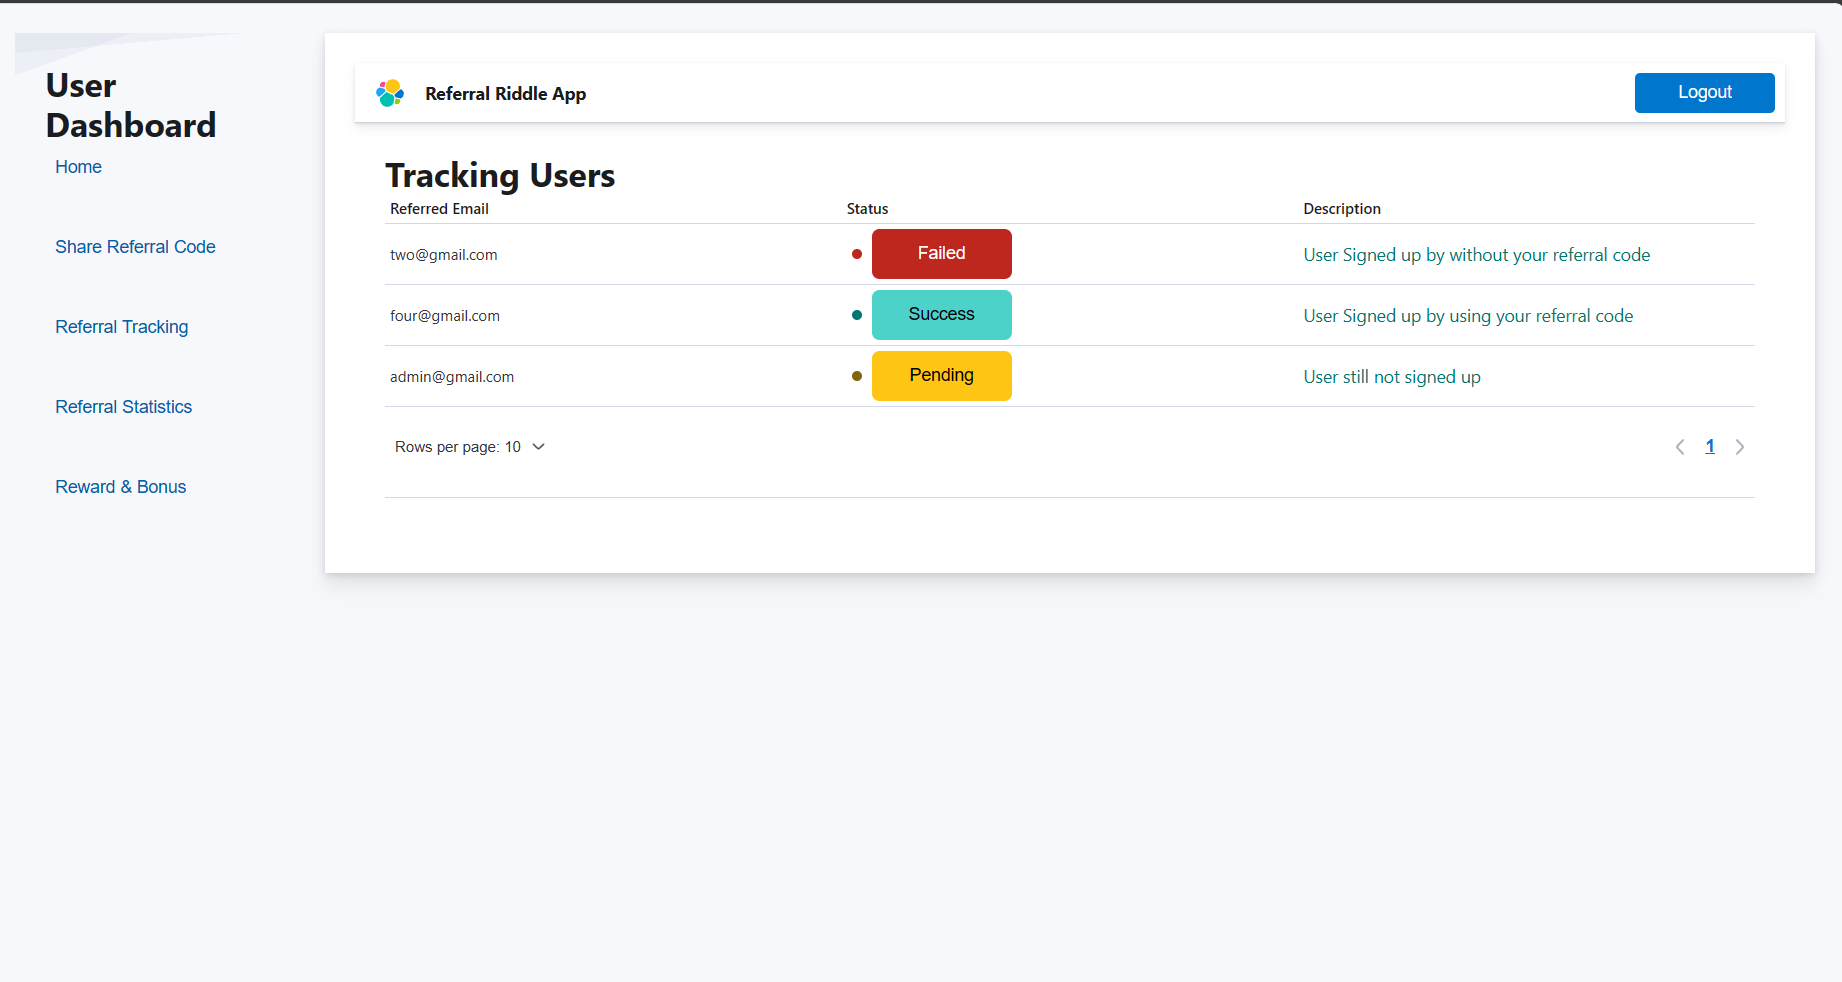 User
Dashboard
Home
Share Referral Code
Referral Tracking
Referral Statistics
Reward & Bonus
Referral Riddle App
Logout
Tracking Users
Referred Email Status Description
two@gmail.com Failed User Signed up by without your referral code
four@gmail.com Success User Signed up by using your referral code
admin@gmail.com Pending User still not signed up
Rows per page: 10 1